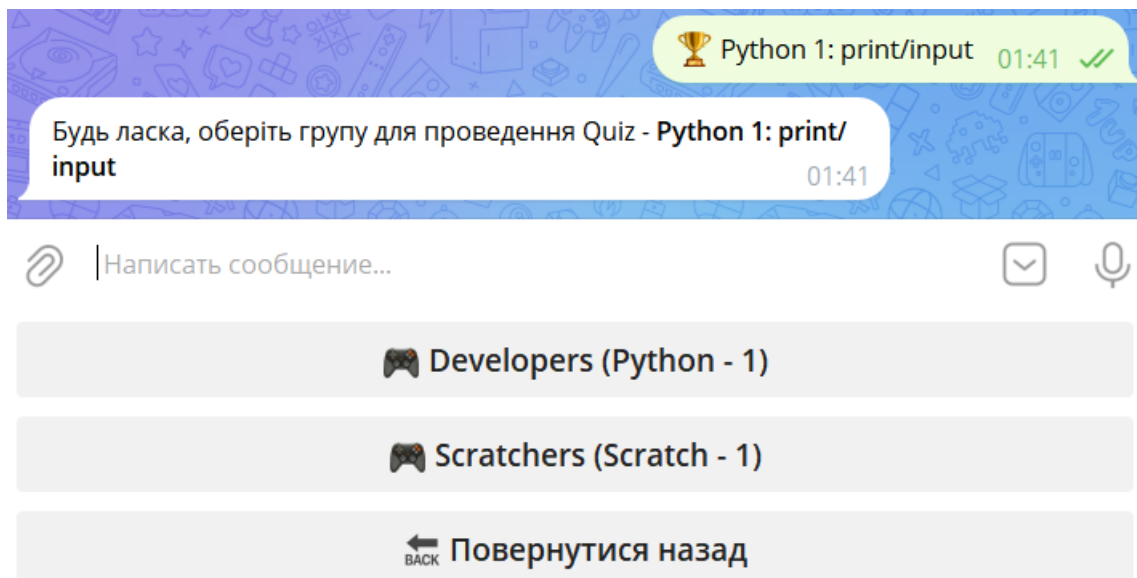 🏆 Python 1: print/input 01:41
Будь ласка, оберіть групу для проведення Quiz - Python 1: print/
input
01:41
Написать сообщение...
🎮 Developers (Python - 1)
🎮 Scratchers (Scratch - 1)
🔙 Повернутися назад